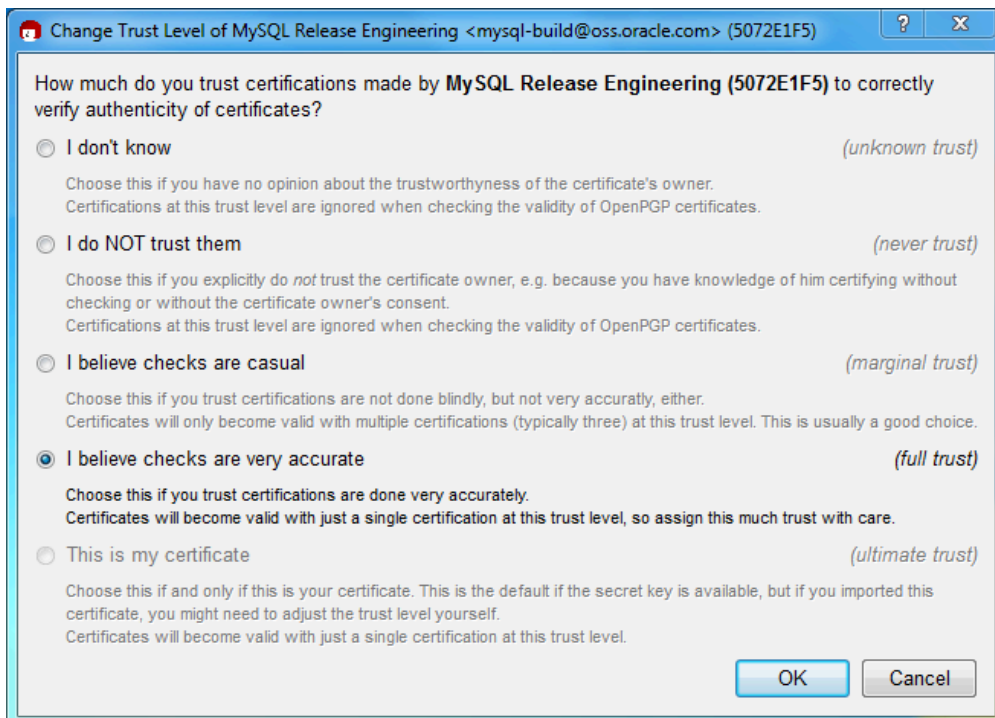 Change Trust Level of MySQL Release Engineering <mysql-build@oss.oracle.com> (5072E1F5)
How much do you trust certifications made by MySQL Release Engineering (5072E1F5) to correctly
verify authenticity of certificates?
I don't know (unknown trust)
Choose this if you have no opinion about the trustworthyness of the certificate's owner.
Certifications at this trust level are ignored when checking the validity of OpenPGP certificates.
I do NOT trust them (never trust)
Choose this if you explicitly do not trust the certificate owner, e.g. because you have knowledge of him certifying without
checking or without the certificate owner's consent.
Certifications at this trust level are ignored when checking the validity of OpenPGP certificates.
I believe checks are casual (marginal trust)
Choose this if you trust certifications are not done blindly, but not very accuratly, either.
Certificates will only become valid with multiple certifications (typically three) at this trust level. This is usually a good choice.
I believe checks are very accurate (full trust)
Choose this if you trust certifications are done very accurately.
Certificates will become valid with just a single certification at this trust level, so assign this much trust with care.
This is my certificate (ultimate trust)
Choose this if and only if this is your certificate. This is the default if the secret key is available, but if you imported this
certificate, you might need to adjust the trust level yourself.
Certificates will become valid with just a single certification at this trust level.
OK Cancel